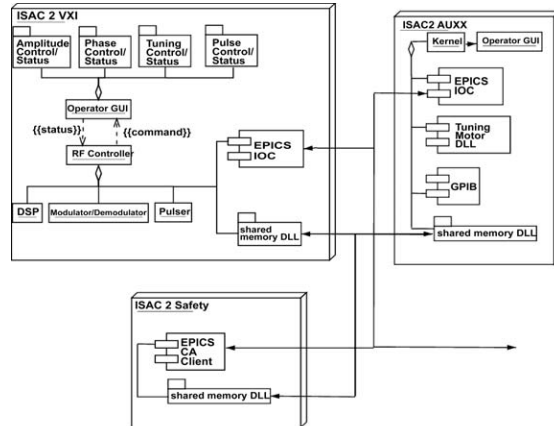 ISAC 2 VXI
Amplitude
Control/
Status
Phase
Control/
Status
Tuning
Control/
Status
Pulse
Control/
Status
Operator GUI
{{status}}
{{command}}
RF Controller
DSP
Modulator/Demodulator
Pulser
EPICS
IOC
shared
memory DLL
ISAC2 AUXX
Kernel
Operator GUI
EPICS
IOC
Tuning
Motor
DLL
GPIB
shared memory DLL
ISAC 2 Safety
EPICS
CA
Client
shared memory DLL